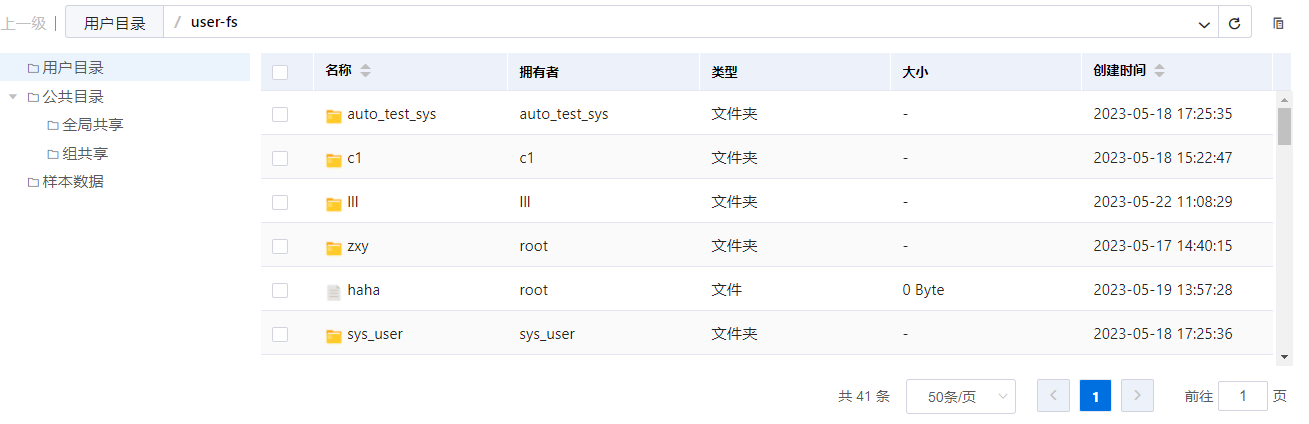 上一级 | 用户目录 / user-fs
用户目录
公共目录
全局共享
组共享
样本数据
名称 拥有者 类型 大小 创建时间
auto_test_sys auto_test_sys 文件夹 - 2023-05-18 17:25:35
c1 c1 文件夹 - 2023-05-18 15:22:47
lll lll 文件夹 - 2023-05-22 11:08:29
zxy root 文件夹 - 2023-05-17 14:40:15
haha root 文件 0 Byte 2023-05-19 13:57:28
sys_user sys_user 文件夹 - 2023-05-18 17:25:36
共 41 条 50条/页 1 前往 1 页